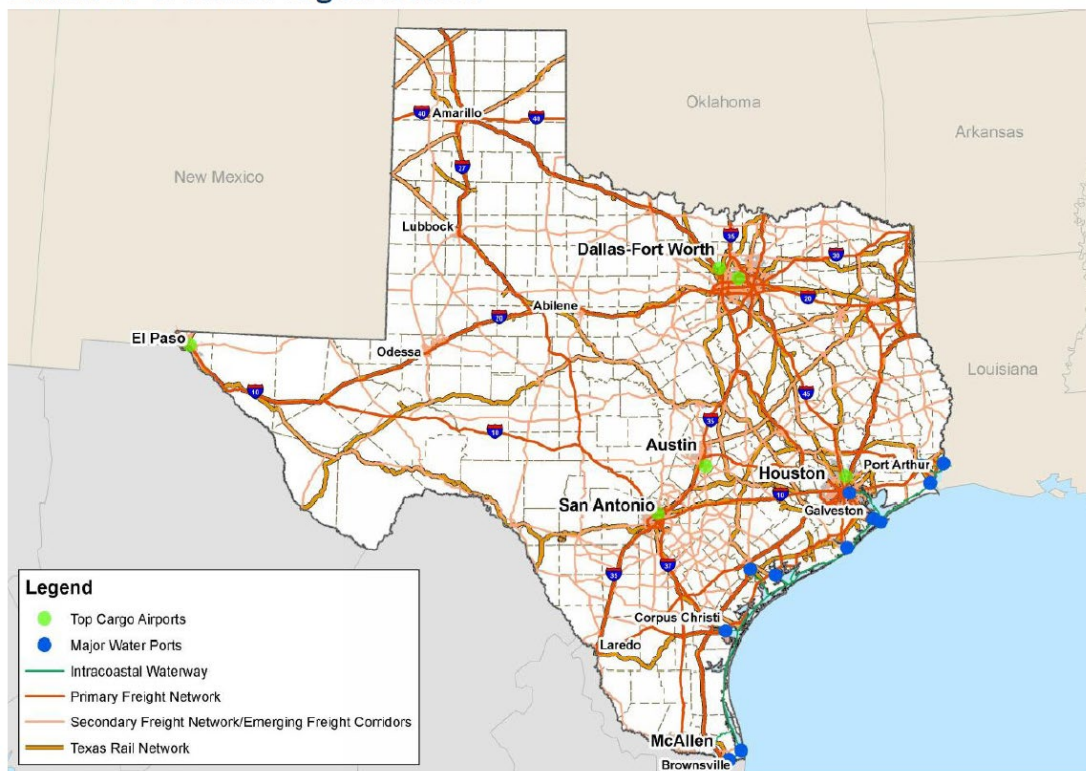 Oklahoma
Arkansas
New Mexico
Louisiana
40
Amarillo
40
27
Lubbock
35
Dallas-Fort Worth
30
20
Abilene
20
El Paso
Odessa
10
45
10
35
Austin
Houston
Port Arthur
10
San Antonio
Galveston
35
37
Corpus Christi
Laredo
McAllen
Brownsville
Legend
Top Cargo Airports
Major Water Ports
Intracoastal Waterway
Primary Freight Network
Secondary Freight Network/Emerging Freight Corridors
Texas Rail Network